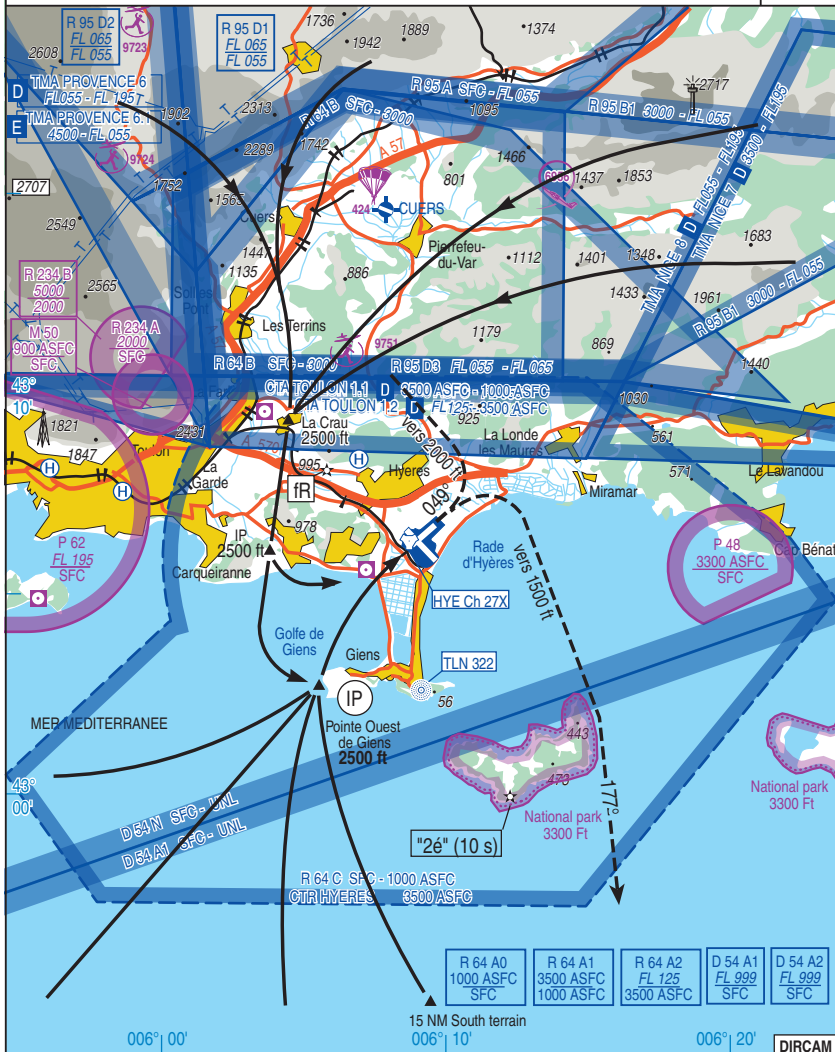 R 95 D2
FL 065
FL 055
9723
2608
R 95 D1
FL 065
FL 055
1736
1942
1889
1374
D
TMA PROVENCE 6
FL055 - FL 195
E
TMA PROVENCE 6.1
4500 - FL 055
1902
2313
2289
1742
R 64 B SFC - 3000
R 95 A SFC - FL 055
1095
R 95 B1 3000 - FL 055
2717
9724
A 57
1466
2707
1752
1565
801
1437
1853
424
CUERS
Cuers
2549
1447
1135
886
Pierrefeu-
du-Var
1112
1401
1348
1683
TMA NICE 8 D FL055 - FL195
TMA NICE 7 D 3500 - FL195
R 234 B
5000
2000
2565
1433
1961
R 95 B1 3000 - FL 055
M 50
900 ASFC
SFC
R 234 A
2000
SFC
Les Terrins
9751
1179
869
1440
R 64 B SFC - 3000
R 95 D3 FL 055 - FL 065
43°
10'
CTA TOULON 1.1 D 3500 ASFC - 1000 ASFC
TOULON 1.2 D FL125- 3500 ASFC
1030
1821
1847
2431
La Crau
2500 ft
925
vers 2000 ft
561
La Londe
les Maures
Toulon
A 570
995
H
Hyeres
571
Le Lavandou
H
La
Garde
H
fR
049°
Miramar
978
P 62
FL 195
SFC
IP
2500 ft
Carqueiranne
Rade
d'Hyères
vers 1500 ft
P 48
3300 ASFC
SFC
Cap Bénat
HYE Ch 27X
Golfe de
Giens
Giens
TLN 322
IP
56
MER MEDITERRANEE
Pointe Ouest
de Giens
2500 ft
443
473
177°
43°
00'
National park
3300 Ft
National park
3300 Ft
D 54 N SFC - UNL
D 54 A1 SFC - UNL
"2é" (10 s)
R 64 C SFC - 1000 ASFC
CTR HYERES 3500 ASFC
R 64 A0
1000 ASFC
SFC
R 64 A1
3500 ASFC
1000 ASFC
R 64 A2
FL 125
3500 ASFC
D 54 A1
FL 999
SFC
D 54 A2
FL 999
SFC
15 NM South terrain
006° 00'
006° 10'
006° 20'
DIRCAM